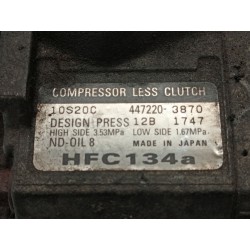 COMPRESSOR LESS CLUTCH
10S20C 447220-3870
DESIGN PRESS 12B 1747
HIGH SIDE 3.53MPa LOW SIDE 1.67MPa
ND-OIL 8 MADE IN JAPAN
HFC134a